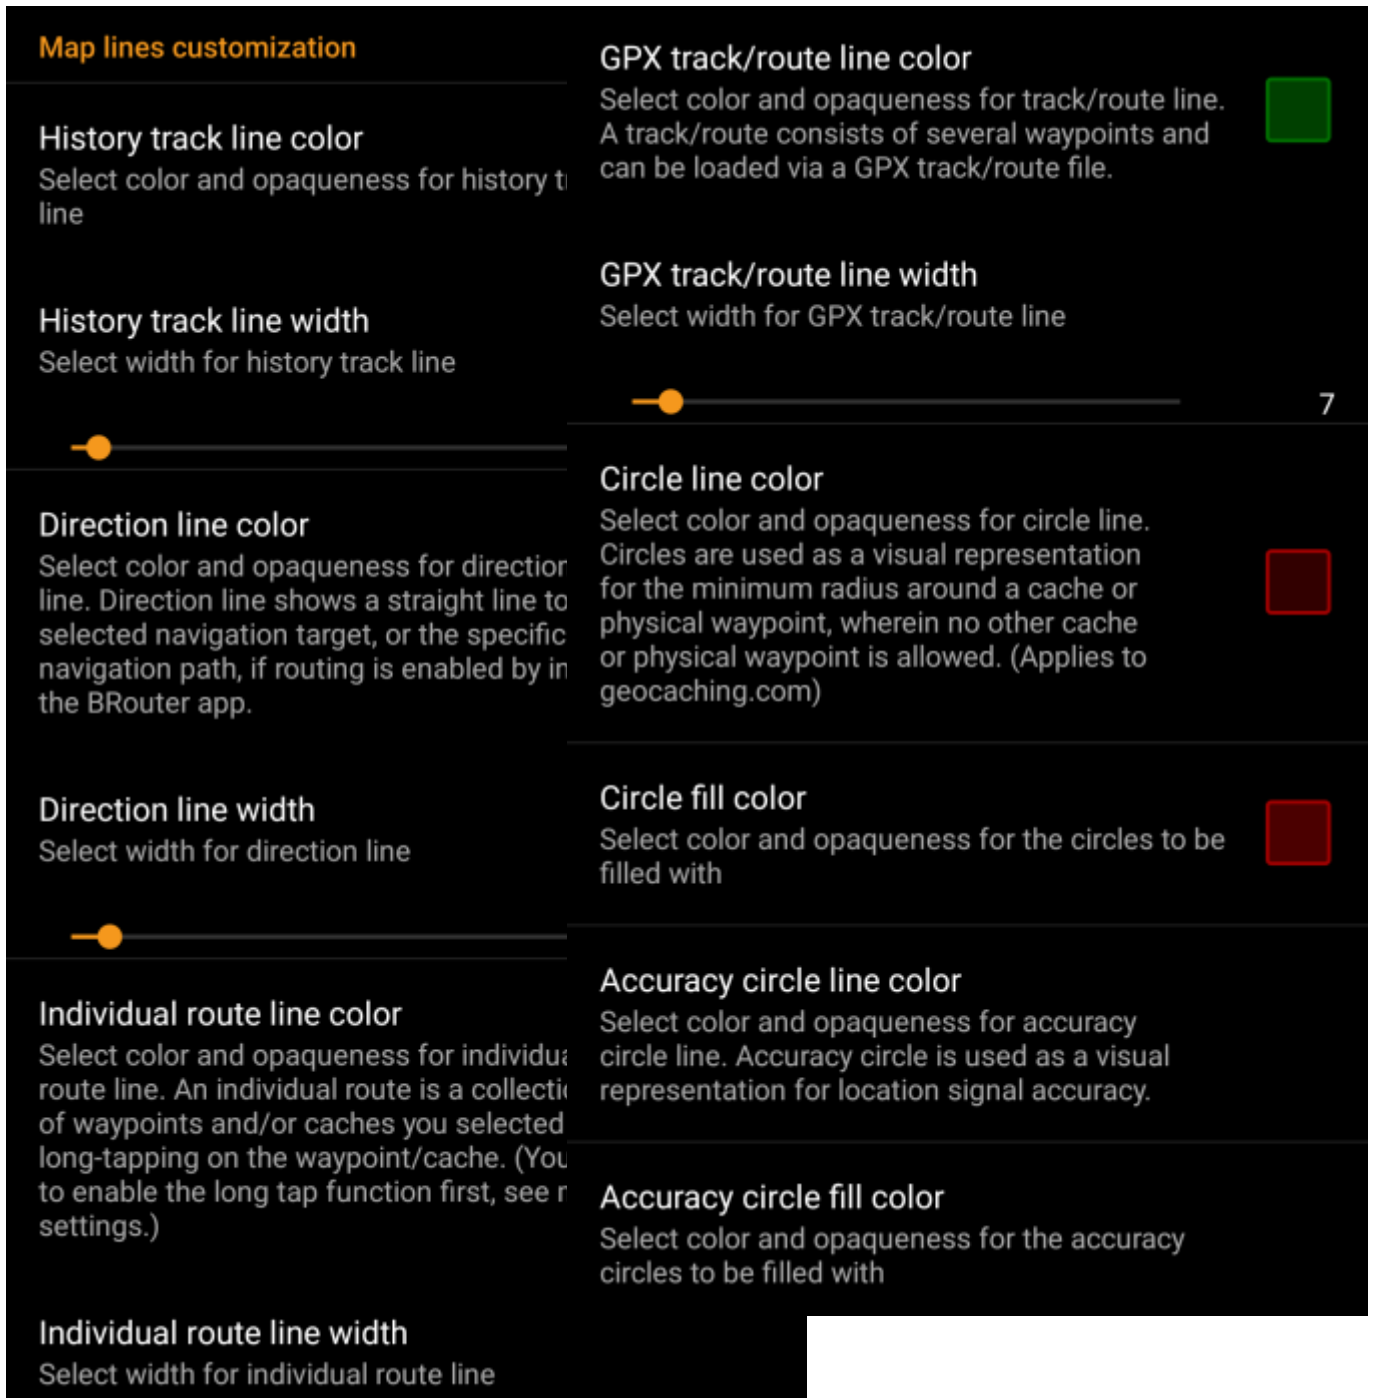 Map lines customization
History track line color
Select color and opaqueness for history
line
History track line width
Select width for history track line
Direction line color
Select color and opaqueness for direction
line. Direction line shows a straight line to
selected navigation target, or the specific
navigation path, if routing is enabled by
the BRouter app.
Direction line width
Select width for direction line
Individual route line color
Select color and opaqueness for
route line. An individual route is a
of waypoints and/or caches you selected
long-tapping on the waypoint/cache. (You
to enable the long tap function first, see
settings.)
Individual route line width
Select width for individual route line
GPX track/route line color
Select color and opaqueness for track/route line.
A track/route consists of several waypoints and
can be loaded via a GPX track/route file.
GPX track/route line width
Select width for GPX track/route line
7
Circle line color
Select color and opaqueness for circle line.
Circles are used as a visual representation
for the minimum radius around a cache or
physical waypoint, wherein no other cache
or physical waypoint is allowed. (Applies to
geocaching.com)
Circle fill color
Select color and opaqueness for the circles to be
filled with
Accuracy circle line color
Select color and opaqueness for accuracy
circle line. Accuracy circle is used as a visual
representation for location signal accuracy.
Accuracy circle fill color
Select color and opaqueness for the accuracy
circles to be filled with